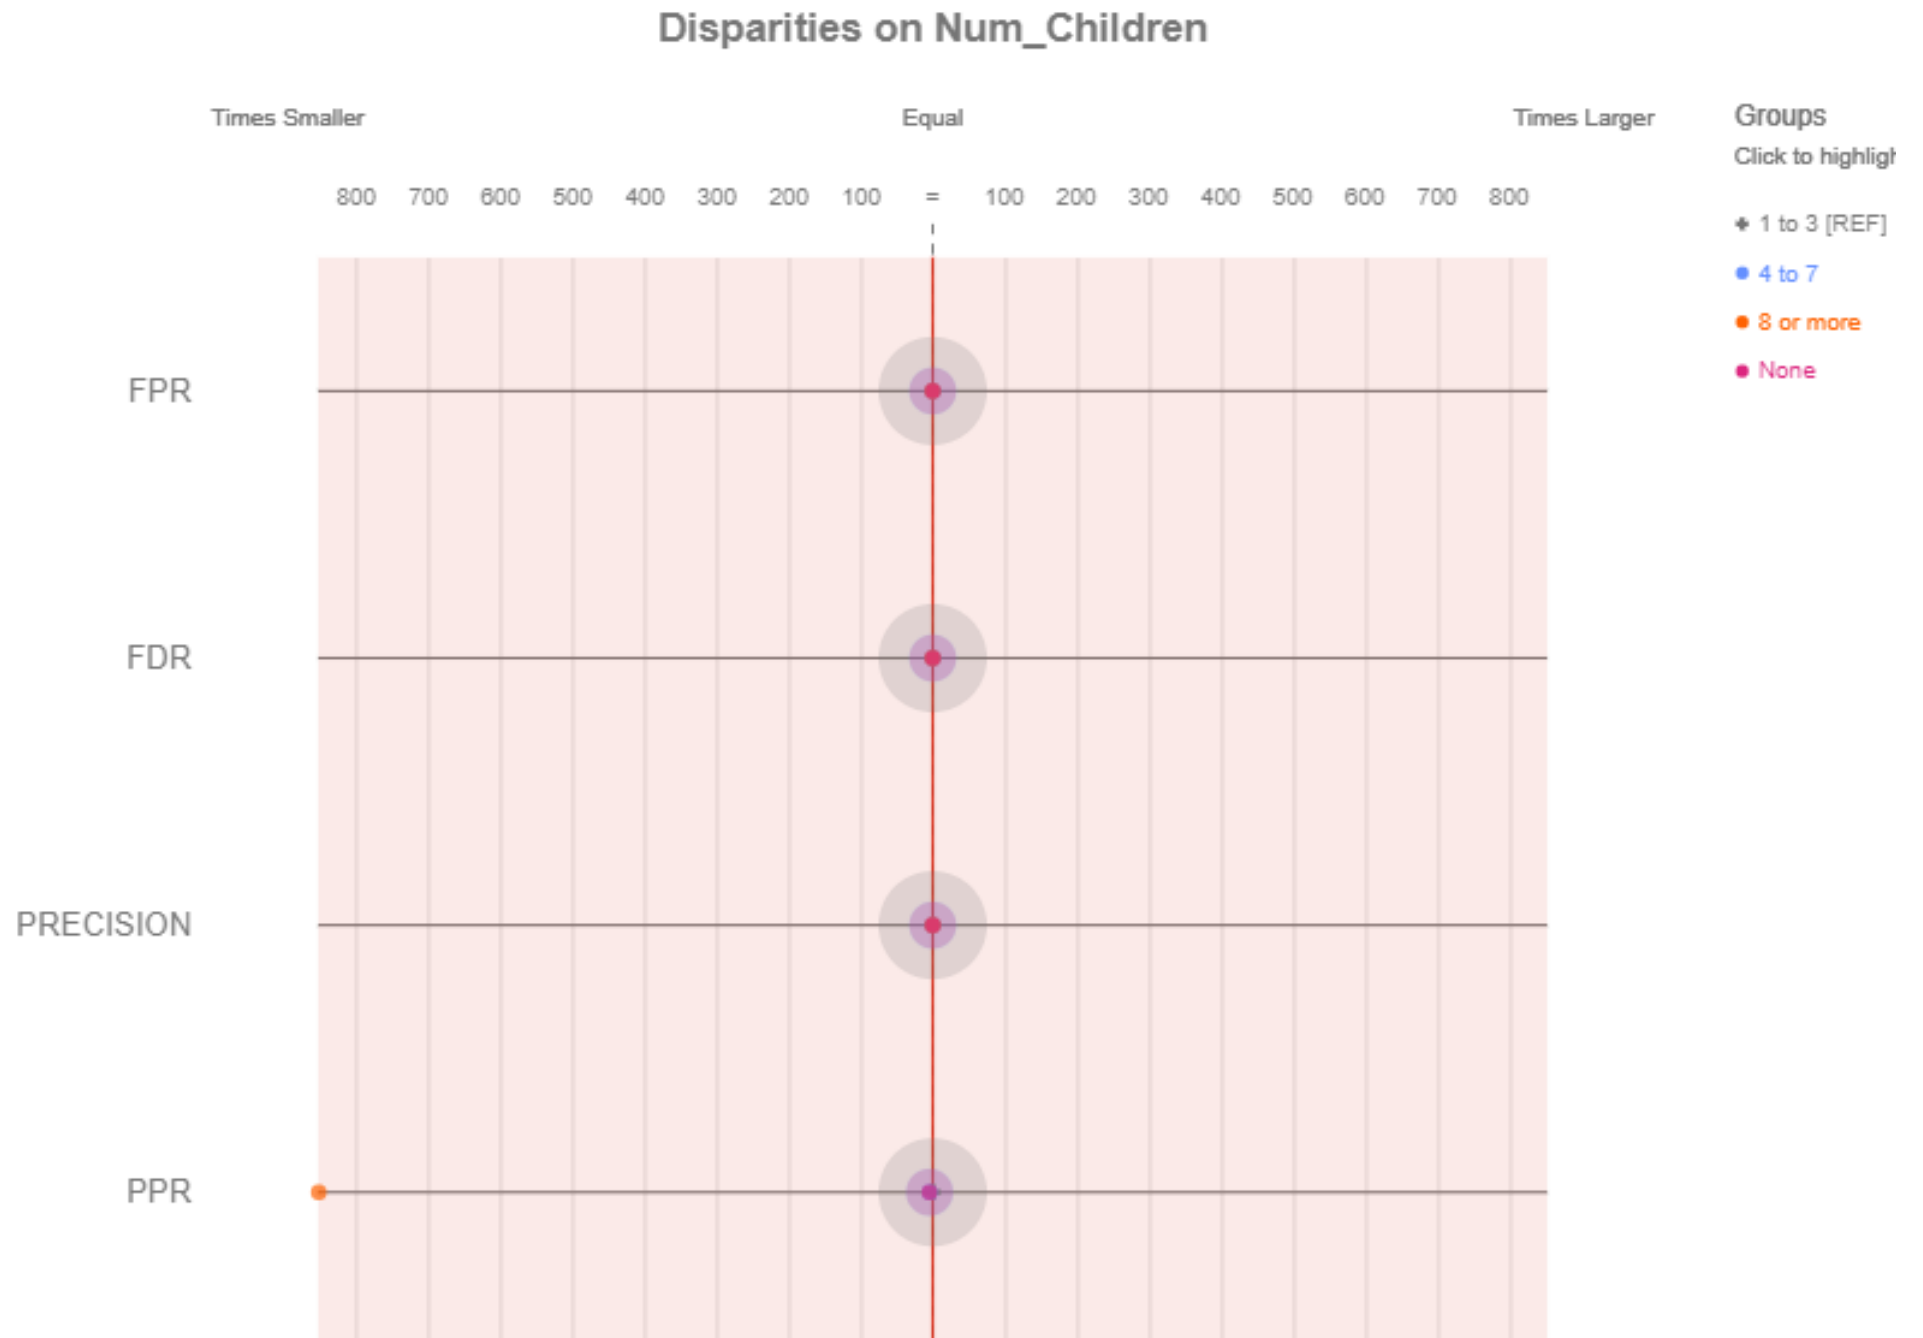 Disparities on Num_Children
Times Smaller Equal Times Larger
800 700 600 500 400 300 200 100 = 100 200 300 400 500 600 700 800
Groups
Click to highligh
1 to 3 [REF]
4 to 7
8 or more
None
FPR
FDR
PRECISION
PPR